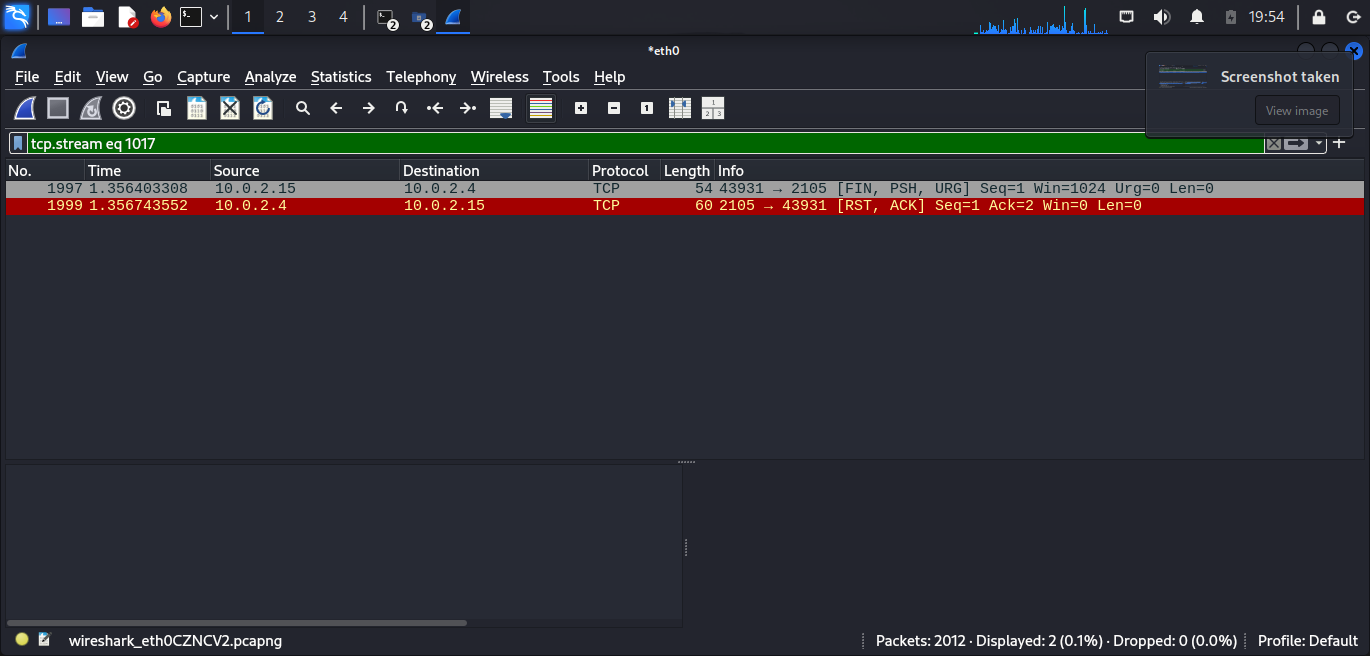 1 2 3 4 2 2 19:54
*eth0
File Edit View Go Capture Analyze Statistics Telephony Wireless Tools Help
Screenshot taken
View image
tcp.stream eq 1017
No. Time Source Destination Protocol Length Info
1997 1.356403308 10.0.2.15 10.0.2.4 TCP 54 43931 → 2105 [FIN, PSH, URG] Seq=1 Win=1024 Urg=0 Len=0
1999 1.356743552 10.0.2.4 10.0.2.15 TCP 60 2105 → 43931 [RST, ACK] Seq=1 Ack=2 Win=0 Len=0
wireshark_eth0CZNCV2.pcapng Packets: 2012 · Displayed: 2 (0.1%) · Dropped: 0 (0.0%) Profile: Default